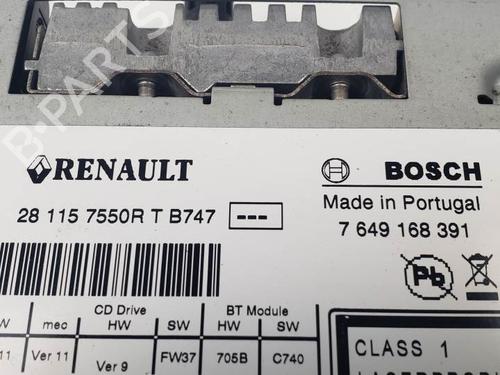 B-PARTS
RENAULT
BOSCH
28 115 7550R T B747 ---
Made in Portugal
7 649 168 391
Pb
CD Drive BT Module
W mec HW SW HW SW
11 Ver 11 Ver 9 FW37 705B C740
CLASS 1